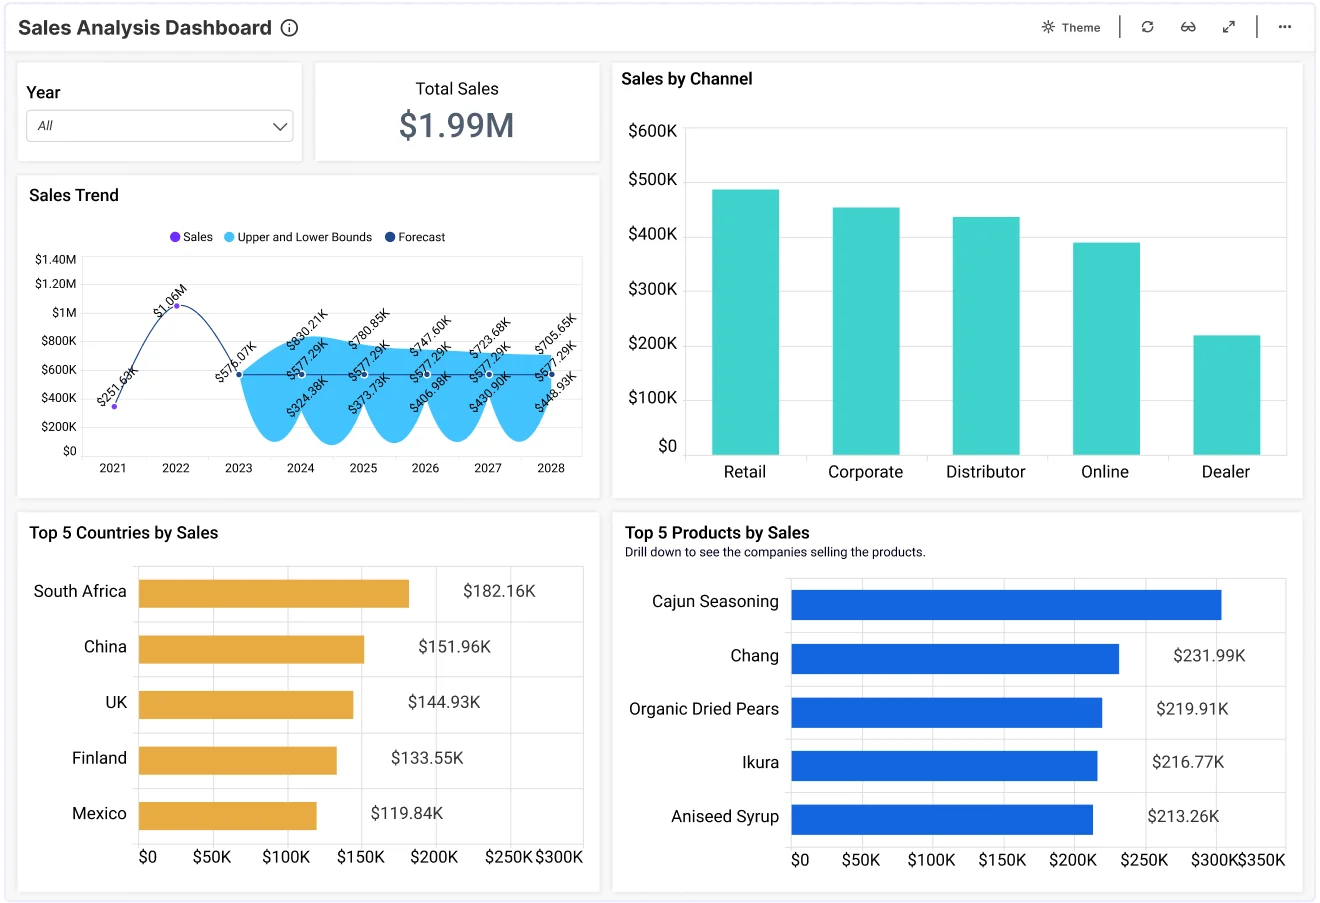 Sales Analysis Dashboard
Theme
Year
All
Total Sales
$1.99M
Sales Trend
Sales
Upper and Lower Bounds
Forecast
$1.40M
$1.20M
$1M
$800K
$600K
$400K
$200K
$0
$251.63K
$1.06M
$576.07K
$830.21K
$577.29K
$324.38K
$780.85K
$577.29K
$373.73K
$747.60K
$577.29K
$406.98K
$723.68K
$577.29K
$430.90K
$705.65K
$577.29K
$448.93K
2021 2022 2023 2024 2025 2026 2027 2028
Sales by Channel
$600K
$500K
$400K
$300K
$200K
$100K
$0
Retail Corporate Distributor Online Dealer
Top 5 Countries by Sales
South Africa $182.16K
China $151.96K
UK $144.93K
Finland $133.55K
Mexico $119.84K
$0 $50K $100K $150K $200K $250K $300K
Top 5 Products by Sales
Drill down to see the companies selling the products.
Cajun Seasoning
Chang $231.99K
Organic Dried Pears $219.91K
Ikura $216.77K
Aniseed Syrup $213.26K
$0 $50K $100K $150K $200K $250K $300K $350K